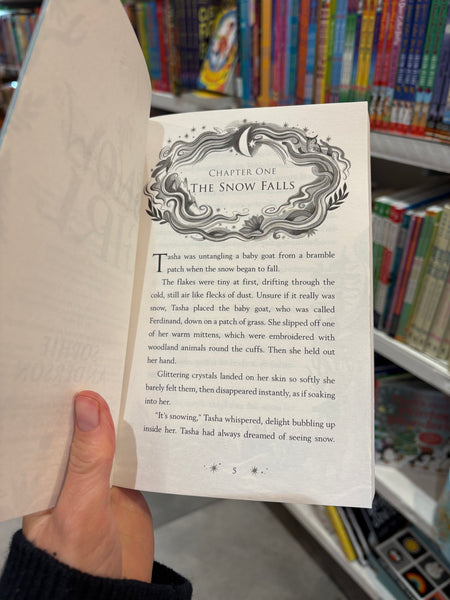 CHAPTER ONE
THE SNOW FALLS
Tasha was untangling a baby goat from a bramble
patch when the snow began to fall.
The flakes were tiny at first, drifting through the
cold, still air like flecks of dust. Unsure if it really was
snow, Tasha placed the baby goat, who was called
Ferdinand, down on a patch of grass. She slipped off one
of her warm mittens, which were embroidered with
woodland animals round the cuffs. Then she held out
her hand.
Glittering crystals landed on her skin so softly she
barely felt them, then disappeared instantly, as if soaking
into her.
"It's snowing," Tasha whispered, delight bubbling up
inside her. Tasha had always dreamed of seeing snow.
5